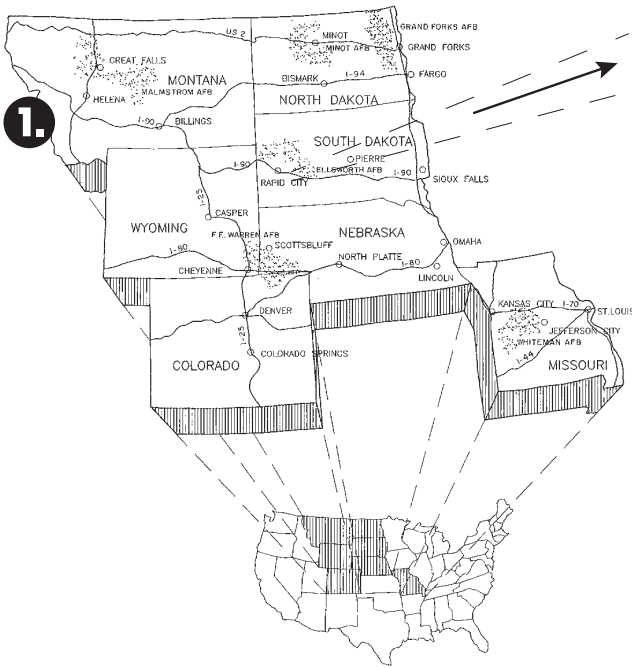 1.
US 2
MINOT
MINOT AFB
GRAND FORKS AFB
GRAND FORKS
GREAT FALLS
MONTANA
MALMSTROM AFB
HELENA
BISMARK
I-94
FARGO
NORTH DAKOTA
I-90
BILLINGS
SOUTH DAKOTA
PIERRE
ELLSWORTH AFB
I-90
RAPID CITY
I-90
SIOUX FALLS
I-25
CASPER
WYOMING
F.E. WARREN AFB
SCOTTSBLUFF
NEBRASKA
OMAHA
I-80
CHEYENNE
NORTH PLATTE
I-80
LINCOLN
DENVER
I-25
COLORADO SPRINGS
COLORADO
KANSAS CITY
I-70
ST.LOUIS
JEFFERSON CITY
WHITEMAN AFB
I-44
MISSOURI